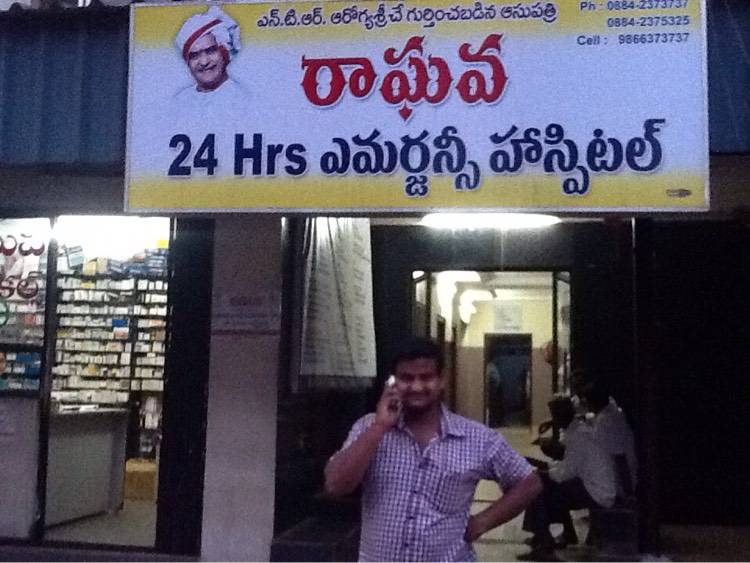 ఎన్.టి.ఆర్. ఆరోగ్యశ్రీచే గుర్తించబడిన ఆసుపత్రి
Ph : 0884-2373737
0884-2375325
Cell : 9866373737
రాఘవ
24 Hrs ఎమర్జన్సీ హాస్పిటల్